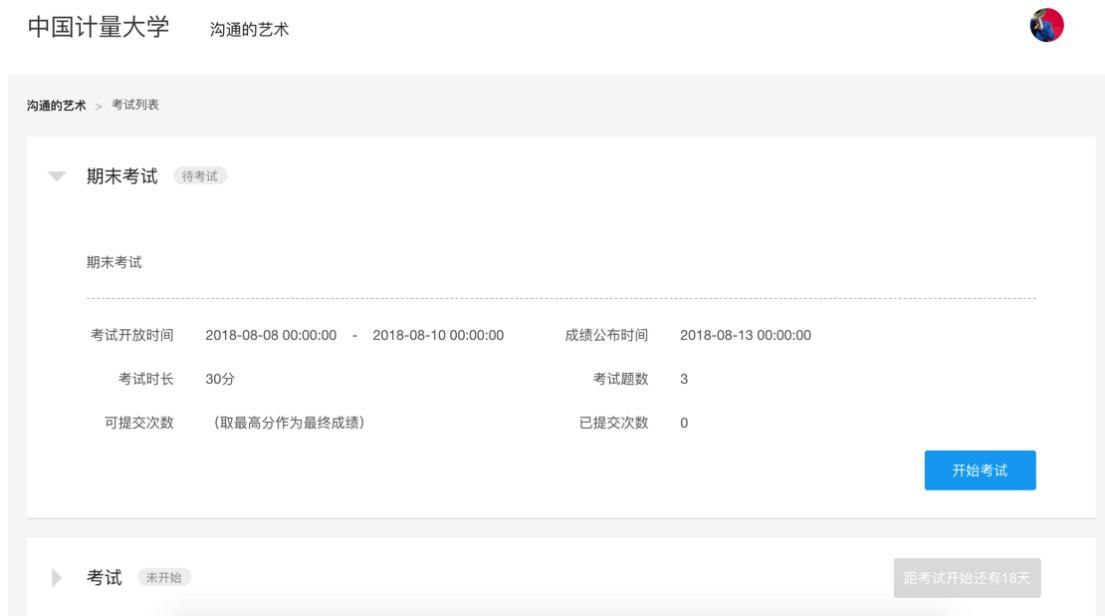 中国计量大学 沟通的艺术
沟通的艺术 > 考试列表
期末考试 待考试
期末考试
考试开放时间 2018-08-08 00:00:00 - 2018-08-10 00:00:00 成绩公布时间 2018-08-13 00:00:00
考试时长 30分 考试题数 3
可提交次数 （取最高分作为最终成绩） 已提交次数 0
开始考试
考试 未开始 距考试开始还有18天